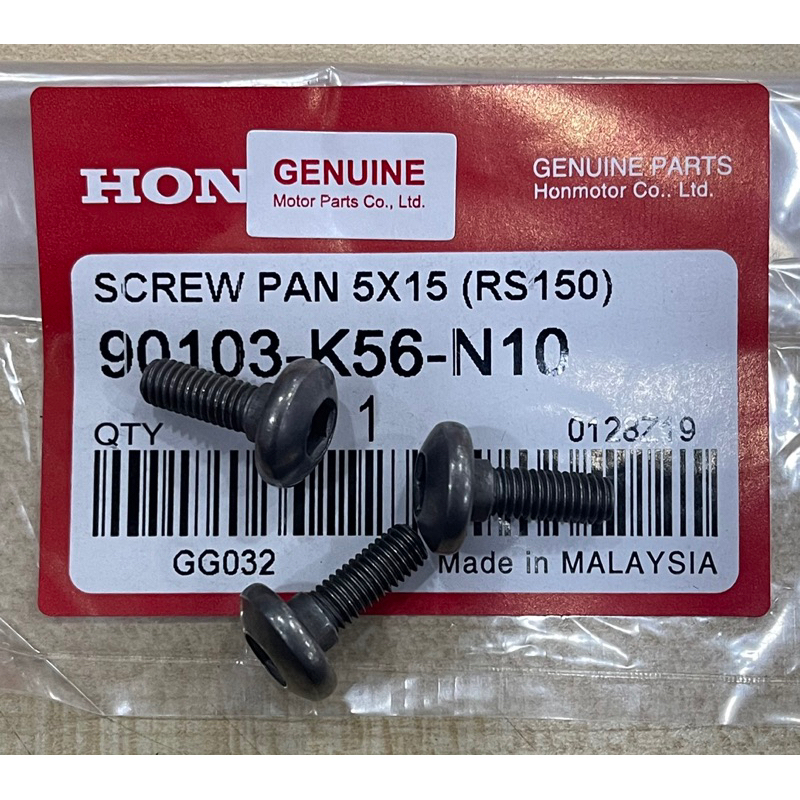 HON
GENUINE
Motor Parts Co., Ltd.
GENUINE PARTS
Honmotor Co.. Ltd.
SCREW PAN 5X15 (RS150)
90103-K56-N10
QTY 1 0128Z19
GG032 Made in MALAYSIA